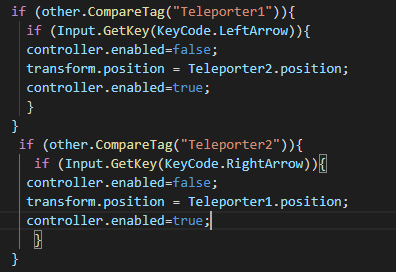 if (other.CompareTag("Teleporter1")){
if (Input.GetKey(KeyCode.LeftArrow)){
controller.enabled=false;
transform.position = Teleporter2.position;
controller.enabled=true;
}
}
if (other.CompareTag("Teleporter2")){
if (Input.GetKey(KeyCode.RightArrow)){
controller.enabled=false;
transform.position = Teleporter1.position;
controller.enabled=true;
}
}